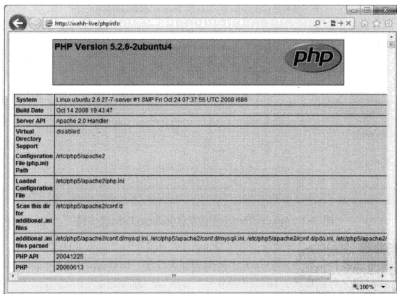 http://wahh-live/phpinfo
PHP Version 5.2.6-2ubuntu4
php
System Linux ubuntu 2.6.27-7-server #1 SMP Fri Oct 24 07:37:55 UTC 2008 i686
Build Date Oct 14 2008 19:43:47
Server API Apache 2.0 Handler
Virtual
Directory
Support disabled
Configuration
File (php.ini)
Path /etc/php5/apache2
Loaded
Configuration
File /etc/php5/apache2/php.ini
Scan this dir
for
additional .ini
files /etc/php5/apache2/conf.d
additional .ini
files parsed /etc/php5/apache2/conf.d/mysql.ini, /etc/php5/apache2/conf.d/mysqli.ini, /etc/php5/apache2/conf.d/pdo.ini, /etc/php5/apache2/
PHP API 20041225
PHP 20060613
100%